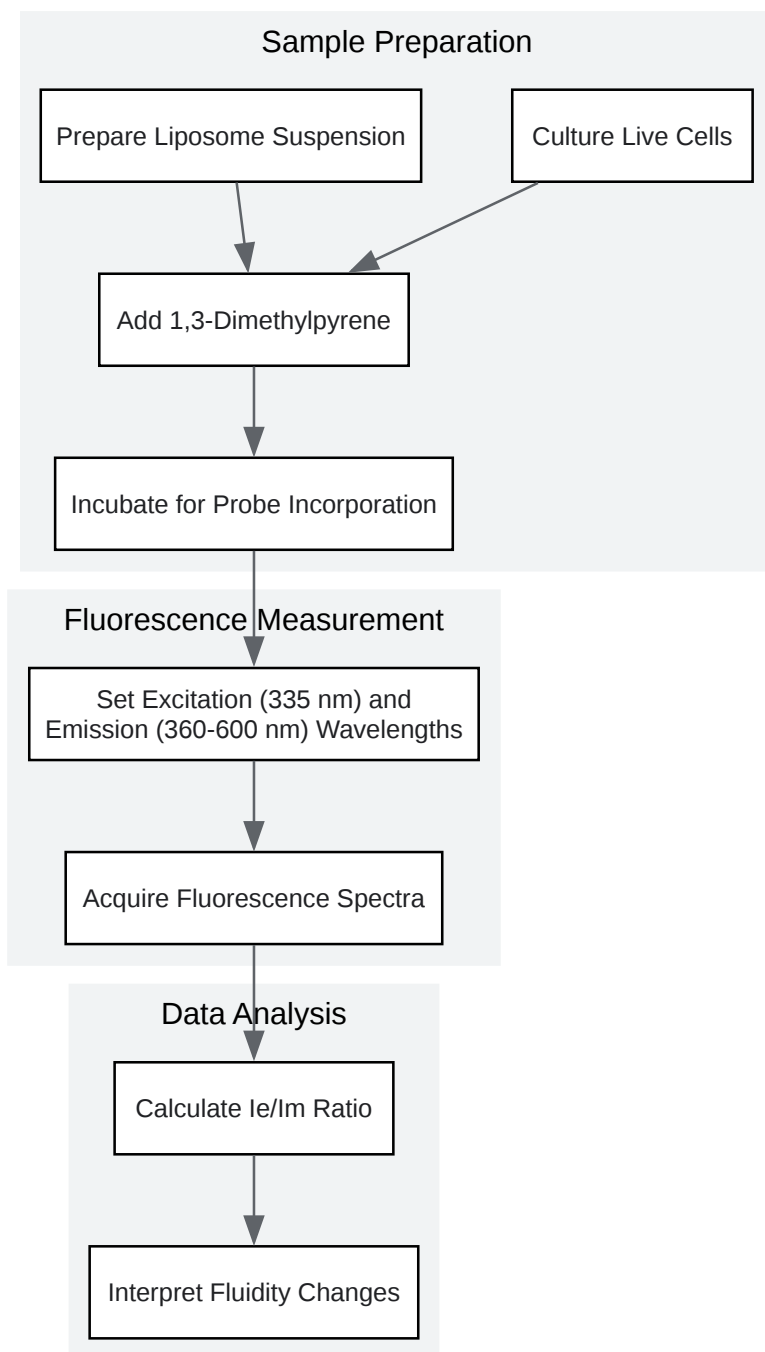 Sample Preparation
Prepare Liposome Suspension
Culture Live Cells
Add 1,3-Dimethylpyrene
Incubate for Probe Incorporation
Fluorescence Measurement
Set Excitation (335 nm) and
Emission (360-600 nm) Wavelengths
Acquire Fluorescence Spectra
Data Analysis
Calculate Ie/Im Ratio
Interpret Fluidity Changes